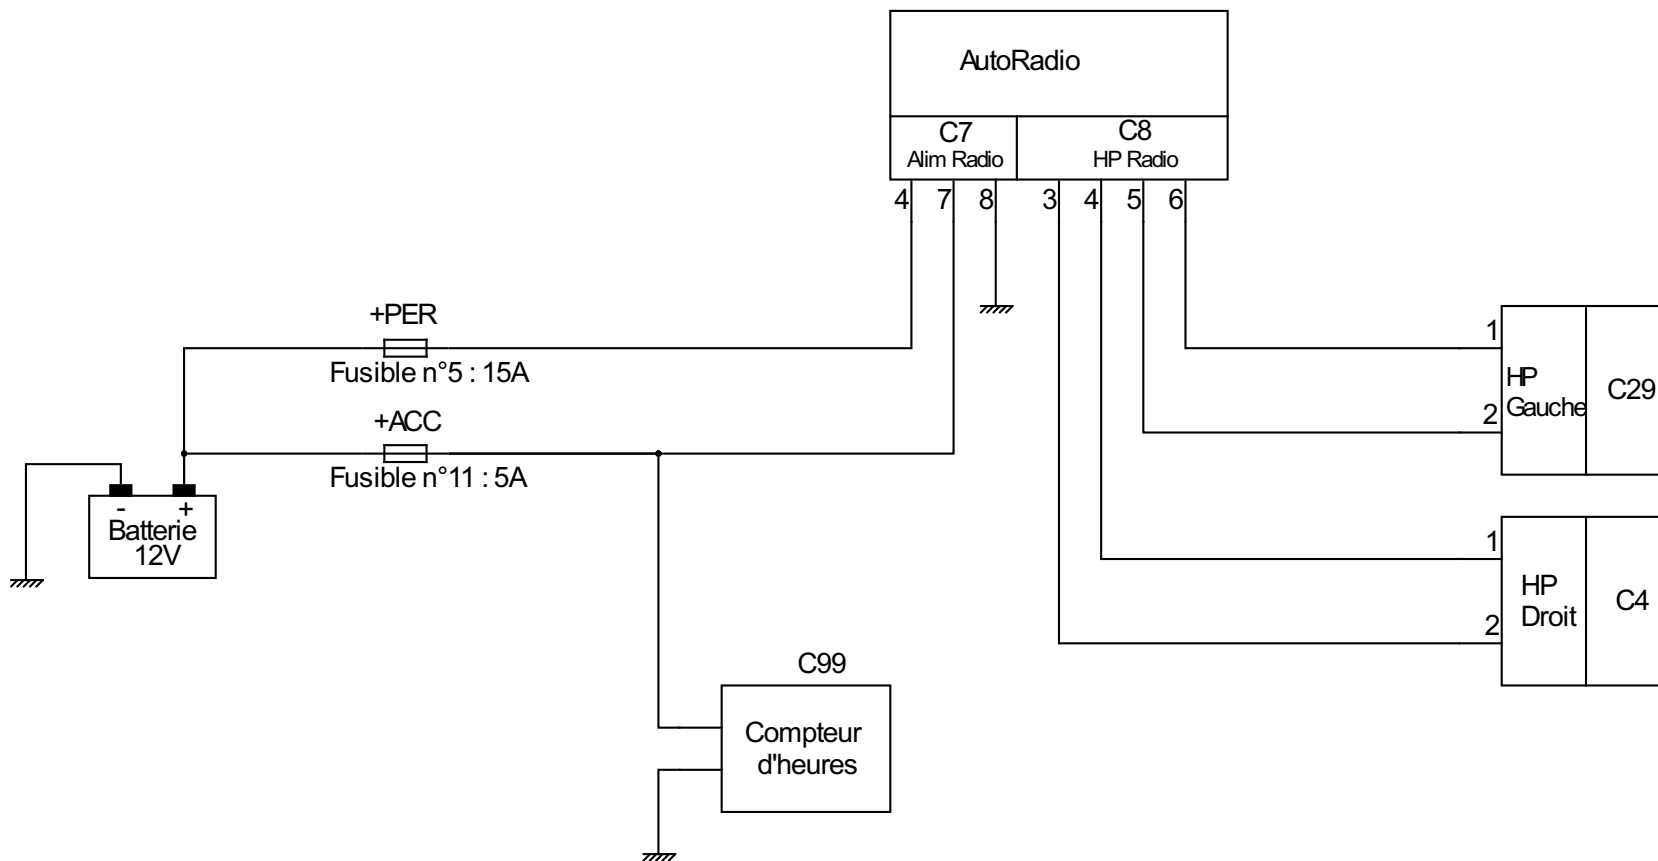 AutoRadio
C7
Alim Radio
C8
HP Radio
4
7
8
3
4
5
6
+PER
Fusible n°5 : 15A
+ACC
Fusible n°11 : 5A
-
+
Batterie
12V
1
2
HP
Gauche
C29
1
2
HP
Droit
C4
C99
Compteur
d'heures